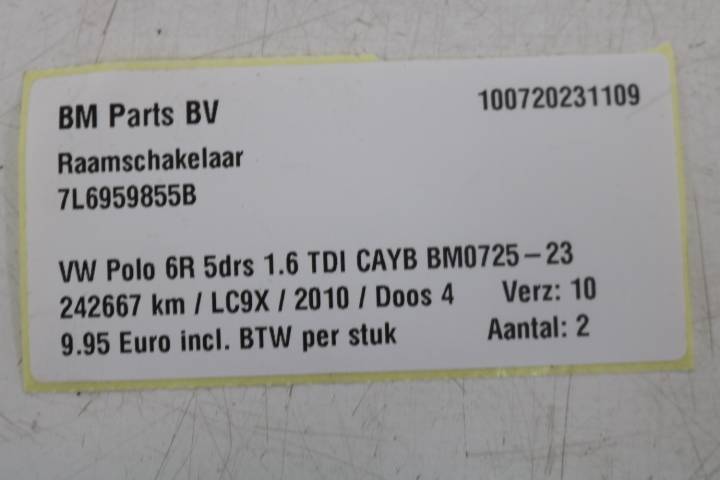 BM Parts BV 100720231109
Raamschakelaar
7L6959855B
VW Polo 6R 5drs 1.6 TDI CAYB BM0725-23
242667 km / LC9X / 2010 / Doos 4 Verz: 10
9.95 Euro incl. BTW per stuk Aantal: 2